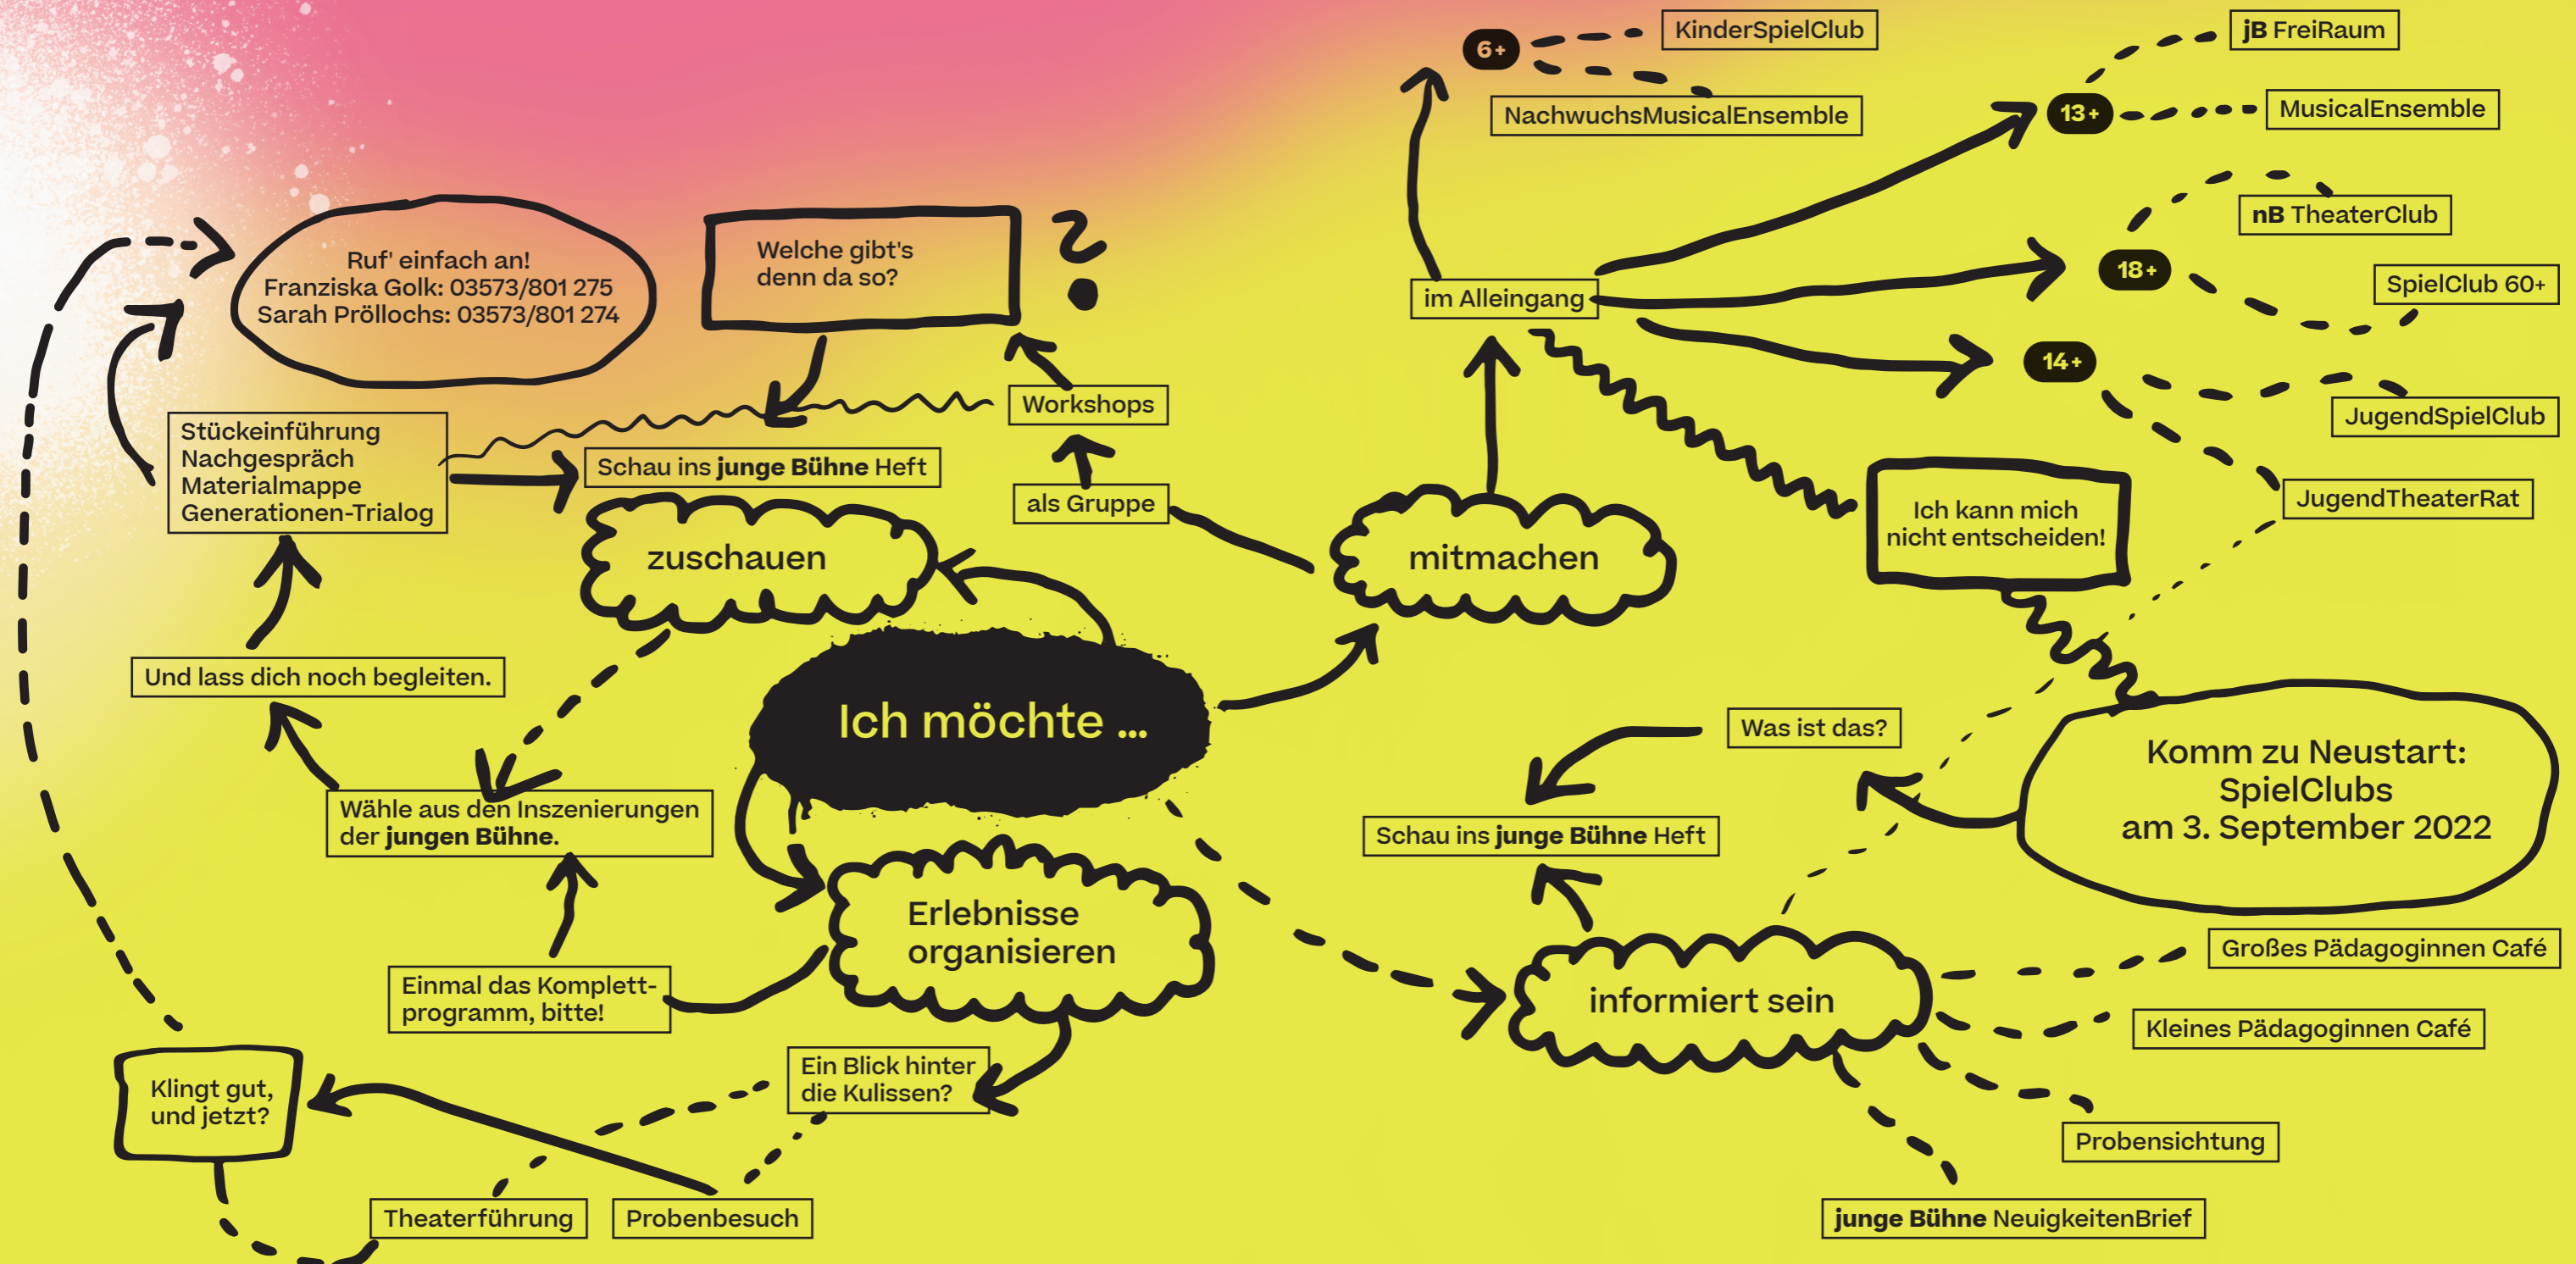 KinderSpielClub
6+
NachwuchsMusicalEnsemble
jB FreiRaum
13+
MusicalEnsemble
nB TheaterClub
18+
SpielClub 60+
14+
JugendSpielClub
JugendTheaterRat
im Alleingang
Ruf' einfach an!
Franziska Golk: 03573/801 275
Sarah Pröllochs: 03573/801 274
Welche gibt's
denn da so?
?
Workshops
Stückeinführung
Nachgespräch
Materialmappe
Generationen-Trialog
Schau ins junge Bühne Heft
als Gruppe
zuschauen
mitmachen
Ich kann mich
nicht entscheiden!
Und lass dich noch begleiten.
Ich möchte ...
Was ist das?
Komm zu Neustart:
SpielClubs
am 3. September 2022
Wähle aus den Inszenierungen
der jungen Bühne.
Schau ins junge Bühne Heft
Erlebnisse
organisieren
Einmal das Komplett-
programm, bitte!
informiert sein
Großes Pädagoginnen Café
Kleines Pädagoginnen Café
Probensichtung
junge Bühne NeuigkeitenBrief
Ein Blick hinter
die Kulissen?
Klingt gut,
und jetzt?
Theaterführung
Probenbesuch